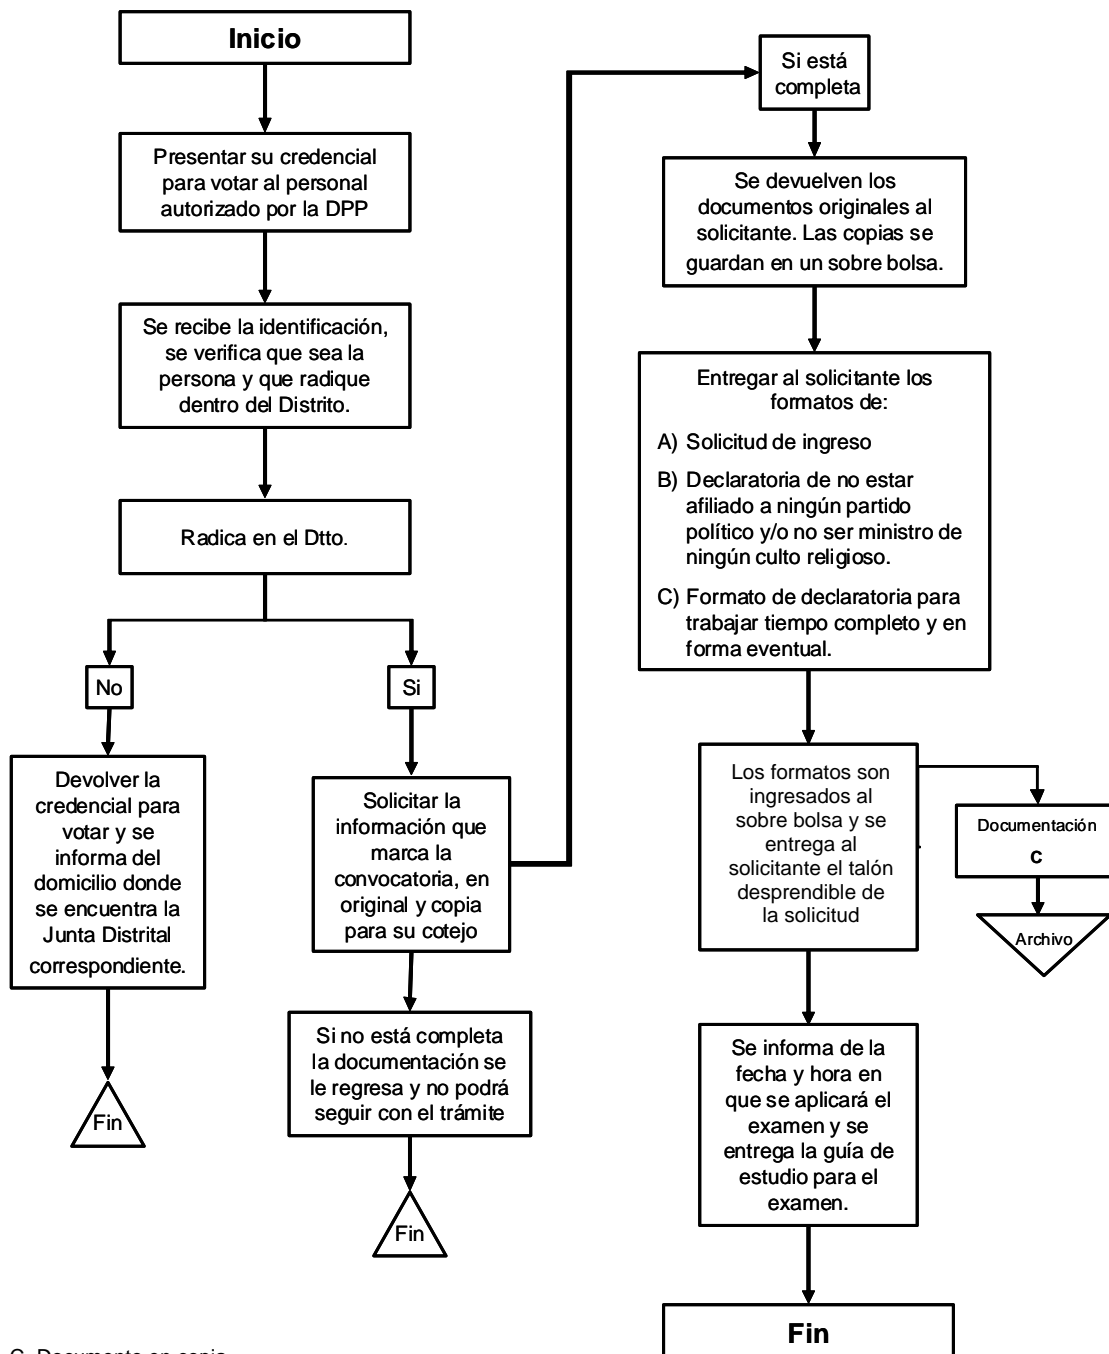 Inicio
Presentar su credencial
para votar al personal
autorizado por la DPP
Se recibe la identificación,
se verifica que sea la
persona y que radique
dentro del Distrito.
Radica en el Dtto.
No
Si
Devolver la
credencial para
votar y se
informa del
domicilio donde
se encuentra la
Junta Distrital
correspondiente.
Fin
Solicitar la
información que
marca la
convocatoria, en
original y copia
para su cotejo
Si no está completa
la documentación se
le regresa y no podrá
seguir con el trámite
Fin
Si está
completa
Se devuelven los
documentos originales al
solicitante. Las copias se
guardan en un sobre bolsa.
Entregar al solicitante los
formatos de:
A) Solicitud de ingreso
B) Declaratoria de no estar
afiliado a ningún partido
político y/o no ser ministro de
ningún culto religioso.
C) Formato de declaratoria para
trabajar tiempo completo y en
forma eventual.
Los formatos son
ingresados al
sobre bolsa y se
entrega al
solicitante el talón
desprendible de
la solicitud
Documentación
C
Archivo
Se informa de la
fecha y hora en
que se aplicará el
examen y se
entrega la guía de
estudio para el
examen.
Fin